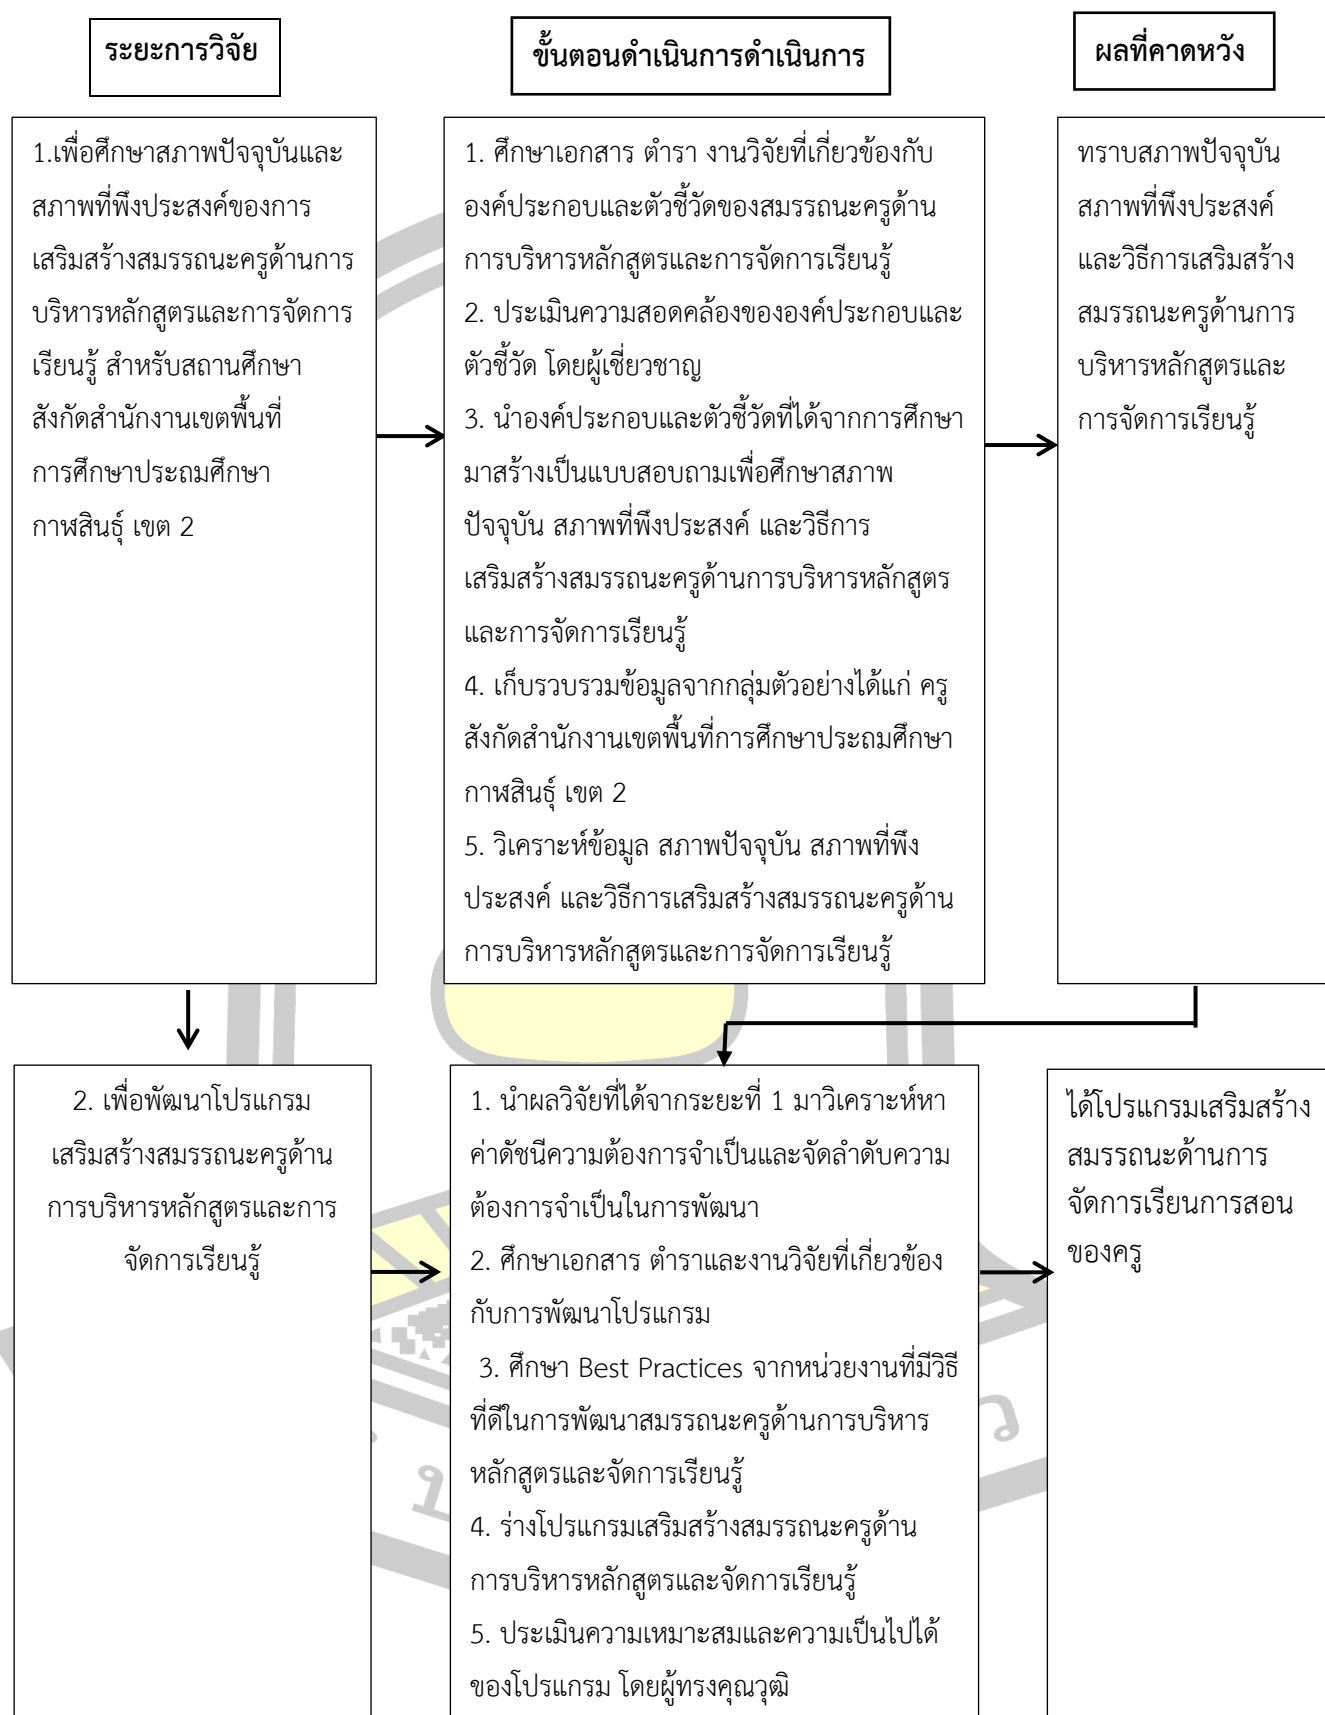 ระยะการวิจัย
ขั้นตอนดำเนินการดำเนินการ
ผลที่คาดหวัง
1.เพื่อศึกษาสภาพปัจจุบันและ
สภาพที่พึงประสงค์ของการ
เสริมสร้างสมรรถนะครูด้านการ
บริหารหลักสูตรและการจัดการ
เรียนรู้ สำหรับสถานศึกษา
สังกัดสำนักงานเขตพื้นที่
การศึกษาประถมศึกษา
กาฬสินธุ์ เขต 2
1. ศึกษาเอกสาร ตำรา งานวิจัยที่เกี่ยวข้องกับ
องค์ประกอบและตัวชี้วัดของสมรรถนะครูด้าน
การบริหารหลักสูตรและการจัดการเรียนรู้
2. ประเมินความสอดคล้องขององค์ประกอบและ
ตัวชี้วัด โดยผู้เชี่ยวชาญ
3. นำองค์ประกอบและตัวชี้วัดที่ได้จากการศึกษา
มาสร้างเป็นแบบสอบถามเพื่อศึกษาสภาพ
ปัจจุบัน สภาพที่พึงประสงค์ และวิธีการ
เสริมสร้างสมรรถนะครูด้านการบริหารหลักสูตร
และการจัดการเรียนรู้
4. เก็บรวบรวมข้อมูลจากกลุ่มตัวอย่างได้แก่ ครู
สังกัดสำนักงานเขตพื้นที่การศึกษาประถมศึกษา
กาฬสินธุ์ เขต 2
5. วิเคราะห์ข้อมูล สภาพปัจจุบัน สภาพที่พึง
ประสงค์ และวิธีการเสริมสร้างสมรรถนะครูด้าน
การบริหารหลักสูตรและการจัดการเรียนรู้
ทราบสภาพปัจจุบัน
สภาพที่พึงประสงค์
และวิธีการเสริมสร้าง
สมรรถนะครูด้านการ
บริหารหลักสูตรและ
การจัดการเรียนรู้
2. เพื่อพัฒนาโปรแกรม
เสริมสร้างสมรรถนะครูด้าน
การบริหารหลักสูตรและการ
จัดการเรียนรู้
1. นำผลวิจัยที่ได้จากระยะที่ 1 มาวิเคราะห์หา
ค่าดัชนีความต้องการจำเป็นและจัดลำดับความ
ต้องการจำเป็นในการพัฒนา
2. ศึกษาเอกสาร ตำราและงานวิจัยที่เกี่ยวข้อง
กับการพัฒนาโปรแกรม
3. ศึกษา Best Practices จากหน่วยงานที่มีวิธี
ที่ดีในการพัฒนาสมรรถนะครูด้านการบริหาร
หลักสูตรและจัดการเรียนรู้
4. ร่างโปรแกรมเสริมสร้างสมรรถนะครูด้าน
การบริหารหลักสูตรและจัดการเรียนรู้
5. ประเมินความเหมาะสมและความเป็นไปได้
ของโปรแกรม โดยผู้ทรงคุณวุฒิ
ได้โปรแกรมเสริมสร้าง
สมรรถนะด้านการ
จัดการเรียนการสอน
ของครู